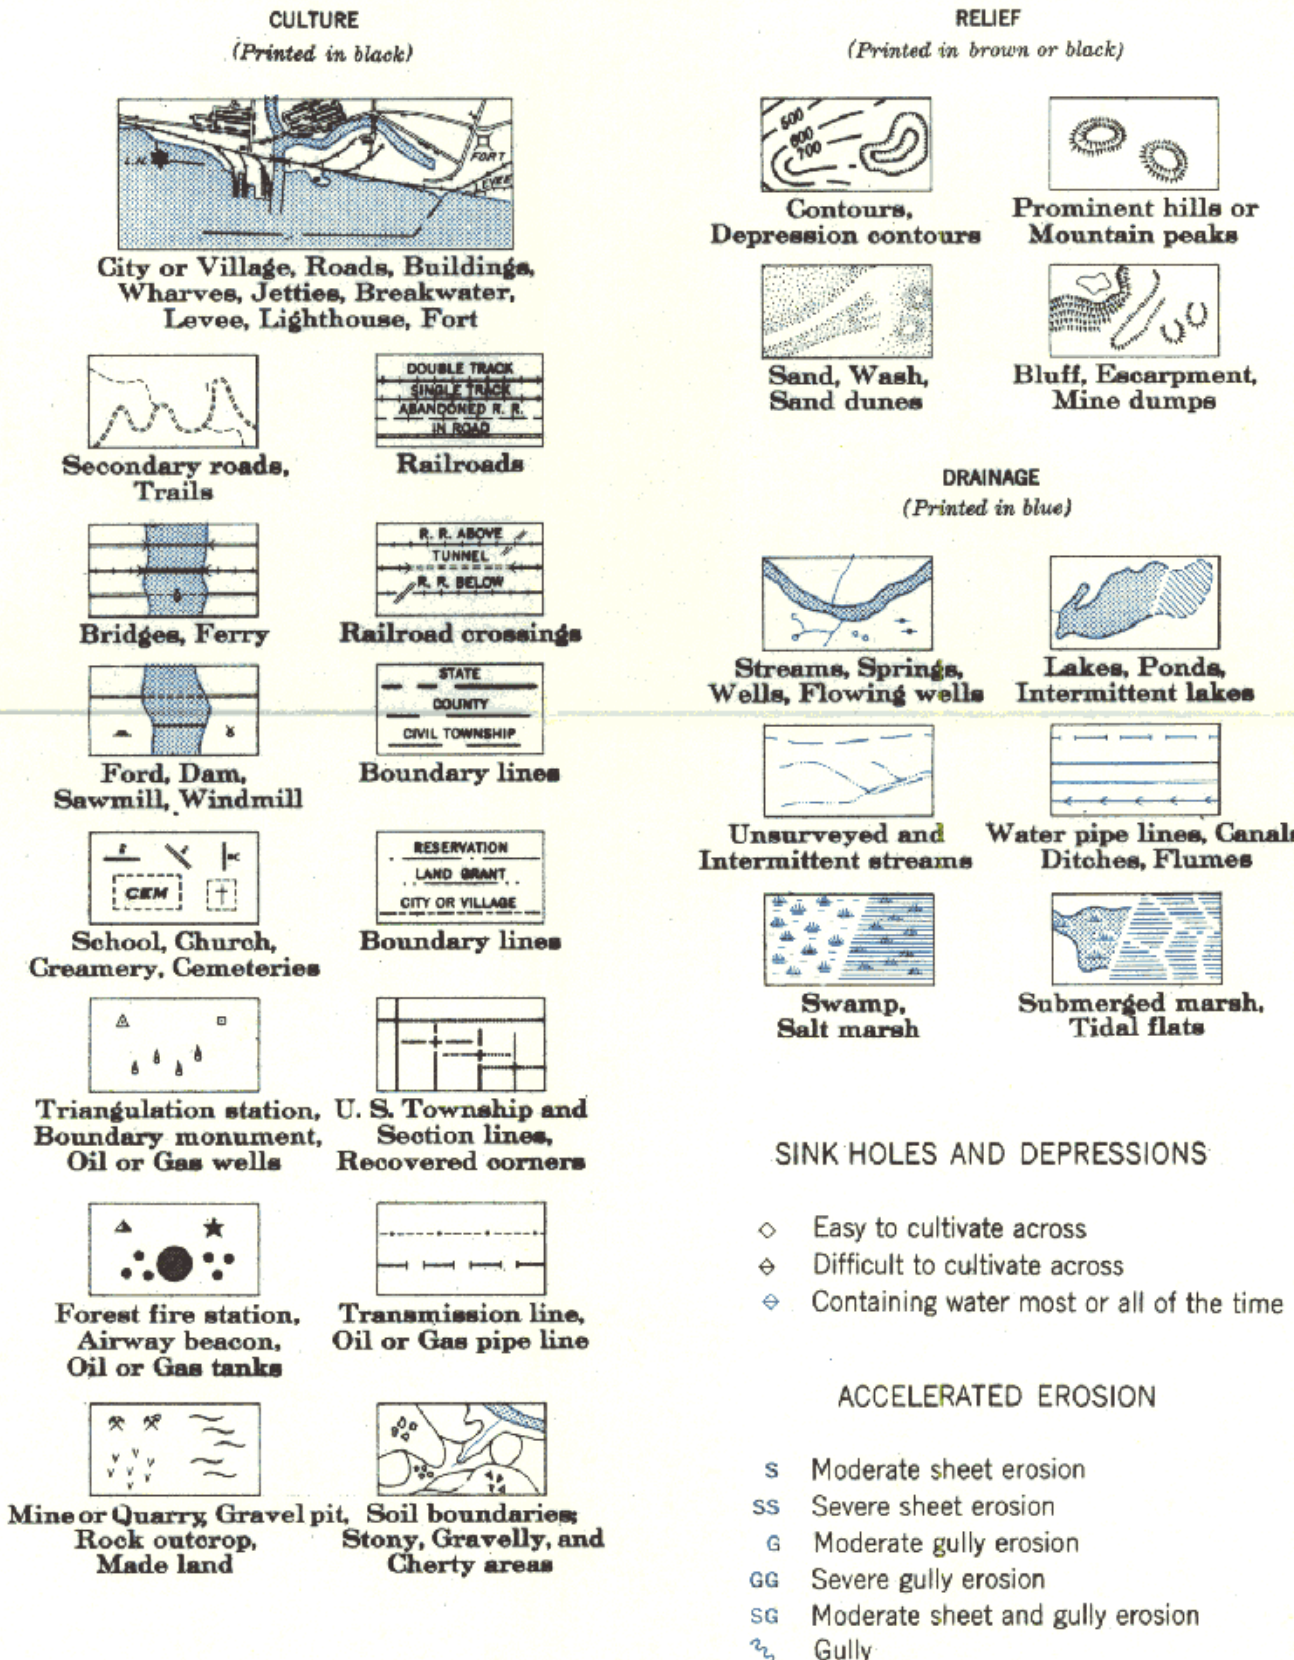 CULTURE
(Printed in black)
L.H.
FORT
LEVEE
City or Village, Roads, Buildings,
Wharves, Jetties, Breakwater,
Levee, Lighthouse, Fort
Secondary roads,
Trails
DOUBLE TRACK
SINGLE TRACK
ABANDONED R. R.
IN ROAD
Railroads
Bridges, Ferry
R. R. ABOVE
TUNNEL
R. R. BELOW
Railroad crossings
Ford, Dam,
Sawmill, Windmill
STATE
COUNTY
CIVIL TOWNSHIP
Boundary lines
CEM
School, Church,
Creamery, Cemeteries
RESERVATION
LAND GRANT
CITY OR VILLAGE
Boundary lines
Triangulation station,
Boundary monument,
Oil or Gas wells
U. S. Township and
Section lines,
Recovered corners
Forest fire station,
Airway beacon,
Oil or Gas tanks
Transmission line,
Oil or Gas pipe line
Mine or Quarry, Gravel pit,
Rock outcrop,
Made land
Soil boundaries;
Stony, Gravelly, and
Cherty areas
RELIEF
(Printed in brown or black)
500
600
700
Contours,
Depression contours
Prominent hills or
Mountain peaks
Sand, Wash,
Sand dunes
Bluff, Escarpment,
Mine dumps
DRAINAGE
(Printed in blue)
Streams, Springs,
Wells, Flowing wells
Lakes, Ponds,
Intermittent lakes
Unsurveyed and
Intermittent streams
Water pipe lines, Canals
Ditches, Flumes
Swamp,
Salt marsh
Submerged marsh,
Tidal flats
SINK HOLES AND DEPRESSIONS
Easy to cultivate across
Difficult to cultivate across
Containing water most or all of the time
ACCELERATED EROSION
S Moderate sheet erosion
SS Severe sheet erosion
G Moderate gully erosion
GG Severe gully erosion
SG Moderate sheet and gully erosion
Gully